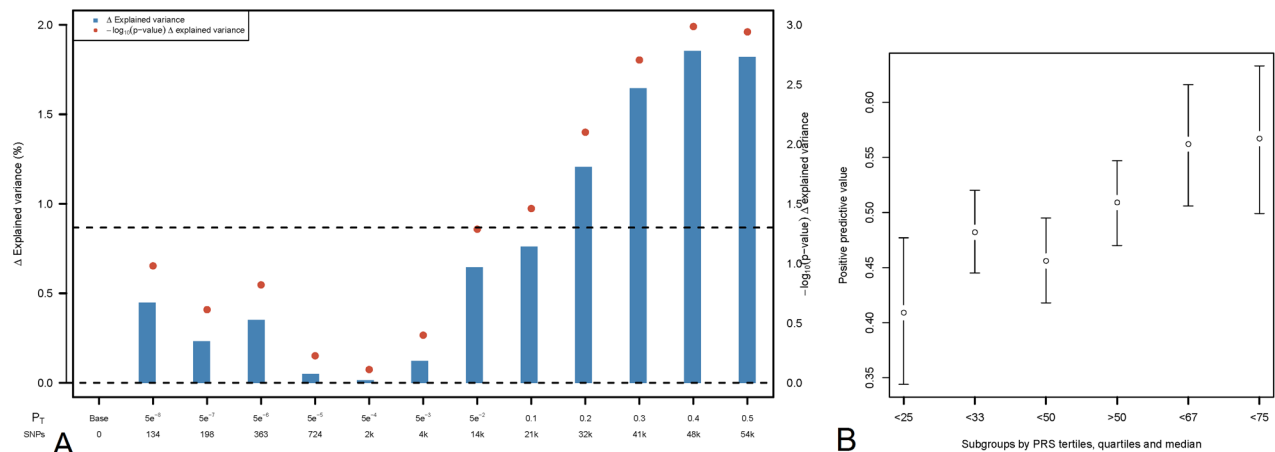 Δ Explained variance
−log₁₀(p−value) Δ explained variance
2.0
1.5
1.0
0.5
0.0
Δ Explained variance (%)
3.0
2.5
2.0
1.5
1.0
0.5
0.0
−log₁₀(p−value) Δ explained variance
P_T Base 5e⁻⁸ 5e⁻⁷ 5e⁻⁶ 5e⁻⁵ 5e⁻⁴ 5e⁻³ 5e⁻² 0.1 0.2 0.3 0.4 0.5
SNPs 0 134 198 363 724 2k 4k 14k 21k 32k 41k 48k 54k
A
0.60
0.55
0.50
0.45
0.40
0.35
Positive predictive value
<25 <33 <50 >50 <67 <75
Subgroups by PRS tertiles, quartiles and median
B